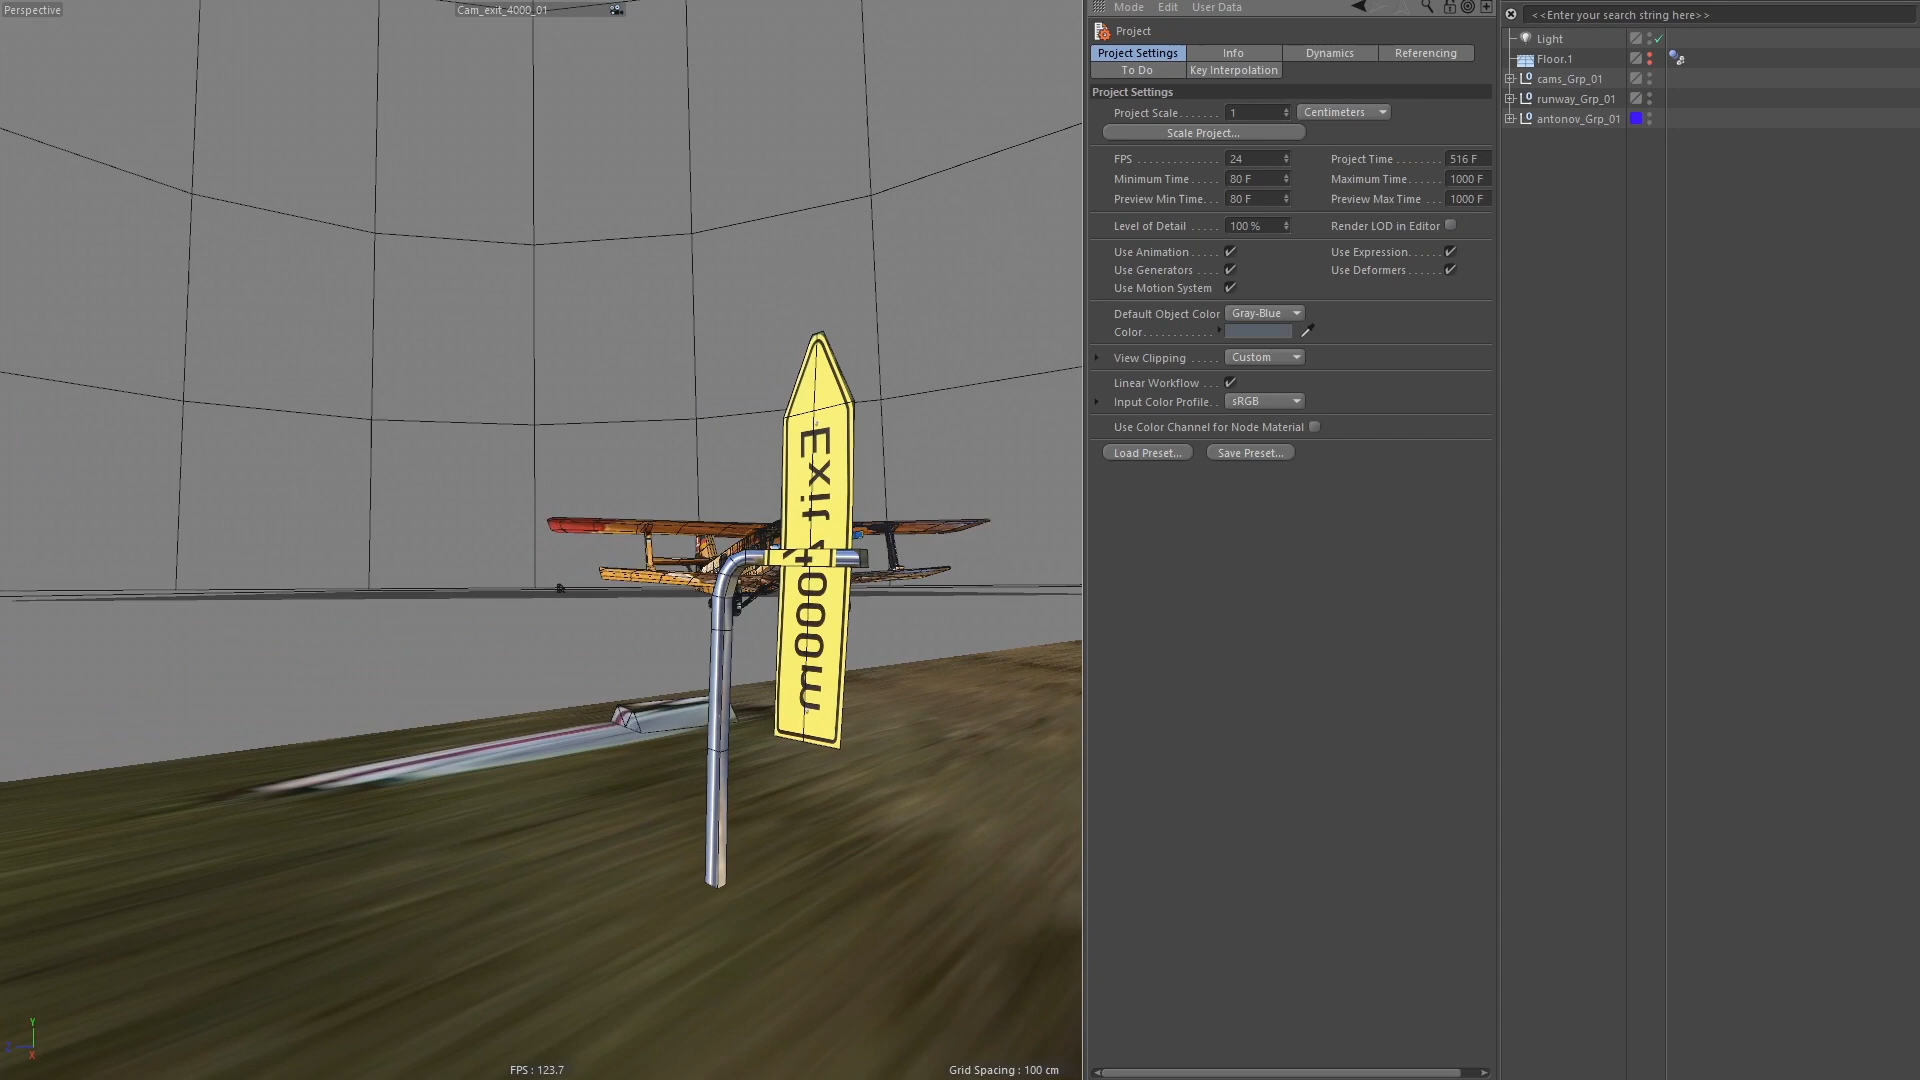 Perspective
Cam_exit_4000_01
Exit 4000m
FPS : 123.7
Grid Spacing : 100 cm
Y
Z
X
Mode Edit User Data
Project
Project Settings Info Dynamics Referencing
To Do Key Interpolation
Project Settings
Project Scale....... 1 Centimeters
Scale Project...
FPS ............. 24 Project Time ........ 516 F
Minimum Time ..... 80 F Maximum Time...... 1000 F
Preview Min Time... 80 F Preview Max Time ... 1000 F
Level of Detail ..... 100 % Render LOD in Editor
Use Animation ..... Use Expression......
Use Generators .... Use Deformers ......
Use Motion System
Default Object Color Gray-Blue
Color............
View Clipping ..... Custom
Linear Workflow ...
Input Color Profile.. sRGB
Use Color Channel for Node Material
Load Preset... Save Preset...
<<Enter your search string here>>
Light
Floor.1
cams_Grp_01
runway_Grp_01
antonov_Grp_01